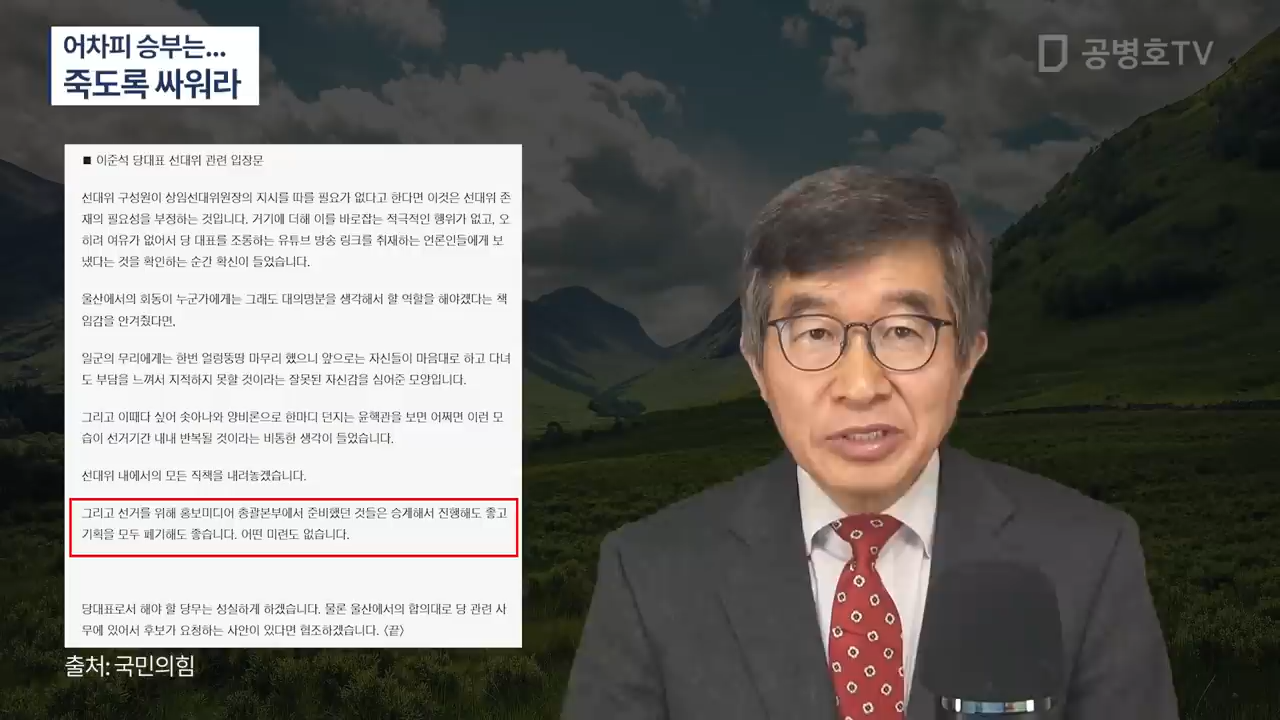 어차피 승부는...
죽도록 싸워라
공병호TV
■ 이준석 당대표 선대위 관련 입장문
선대위 구성원이 상임선대위원장의 지시를 따를 필요가 없다고 한다면 이것은 선대위 존
재의 필요성을 부정하는 것입니다. 거기에 더해 이를 바로잡는 적극적인 행위가 없고, 오
히려 여유가 없어서 당 대표를 조롱하는 유튜브 방송 링크를 취재하는 언론인들에게 보
냈다는 것을 확인하는 순간 확신이 들었습니다.
울산에서의 회동이 누군가에게는 그래도 대의명분을 생각해서 할 역할을 해야겠다는 책
임감을 안겨줬다면,
일군의 무리에게는 한번 얼렁뚱땅 마무리 했으니 앞으로는 자신들이 마음대로 하고 다녀
도 부담을 느껴서 지적하지 못할 것이라는 잘못된 자신감을 심어준 모양입니다.
그리고 이때다 싶어 솟아나와 양비론으로 한마디 던지는 윤핵관을 보면 어쩌면 이런 모
습이 선거기간 내내 반복될 것이라는 비통한 생각이 들었습니다.
선대위 내에서의 모든 직책을 내려놓겠습니다.
그리고 선거를 위해 홍보미디어 총괄본부에서 준비했던 것들은 승계해서 진행해도 좋고
기획을 모두 폐기해도 좋습니다. 어떤 미련도 없습니다.
당대표로서 해야 할 당무는 성실하게 하겠습니다. 물론 울산에서의 합의대로 당 관련 사
무에 있어서 후보가 요청하는 사안이 있다면 협조하겠습니다. 〈끝〉
출처: 국민의힘